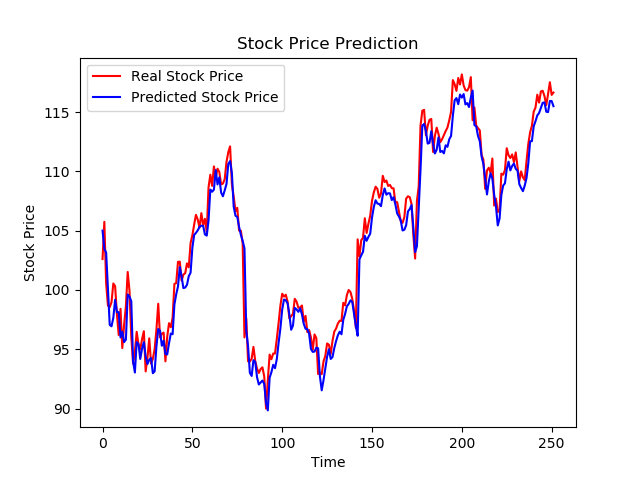 Stock Price Prediction
Real Stock Price
Predicted Stock Price
Stock Price
115
110
105
100
95
90
0 50 100 150 200 250
Time